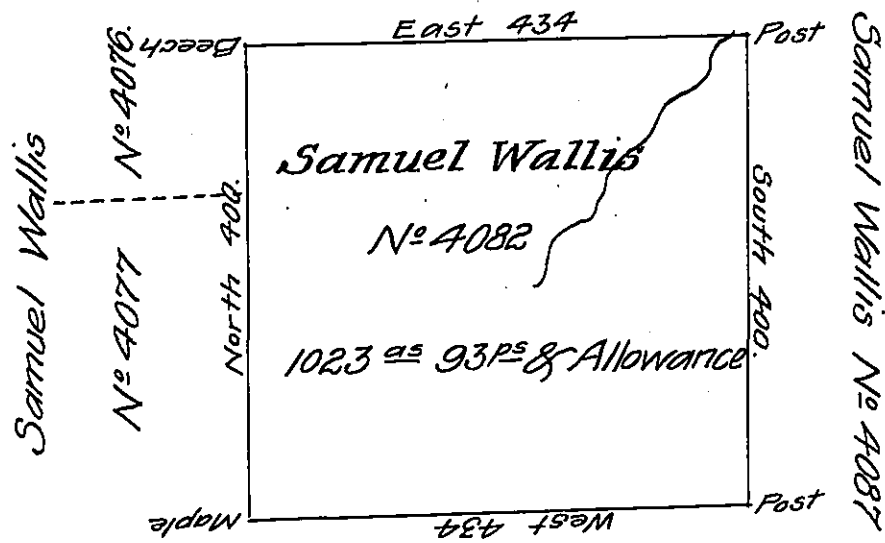 East 434
Beech
Post
Samuel Wallis
Nº 4076.
Nº 4077
North 400.
Samuel Wallis
Nº 4082
1023 as 93 ps & Allowance
South 400.
Samuel Wallis Nº 4087
Maple
West 434
Post